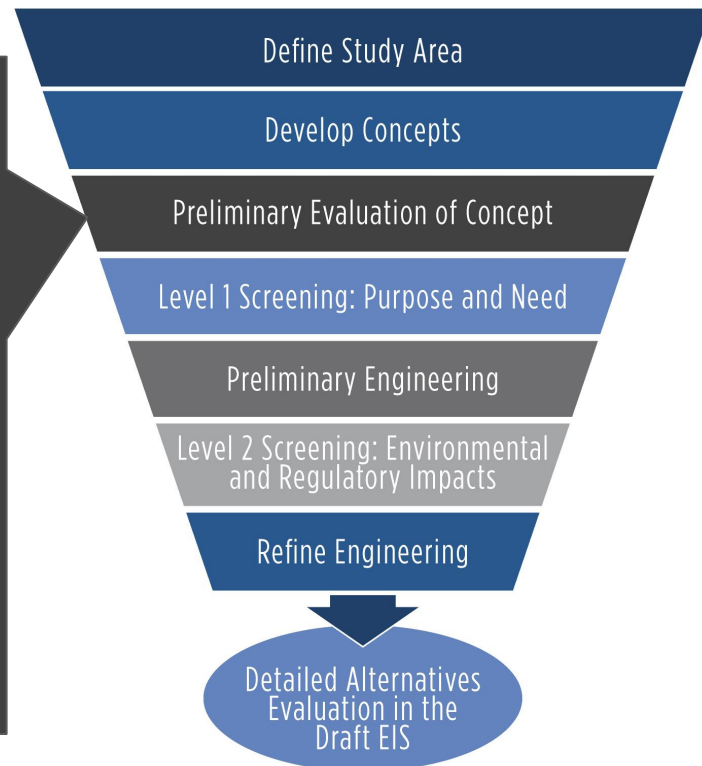 Define Study Area
Develop Concepts
Preliminary Evaluation of Concept
Level 1 Screening: Purpose and Need
Preliminary Engineering
Level 2 Screening: Environmental
and Regulatory Impacts
Refine Engineering
Detailed Alternatives
Evaluation in the
Draft EIS